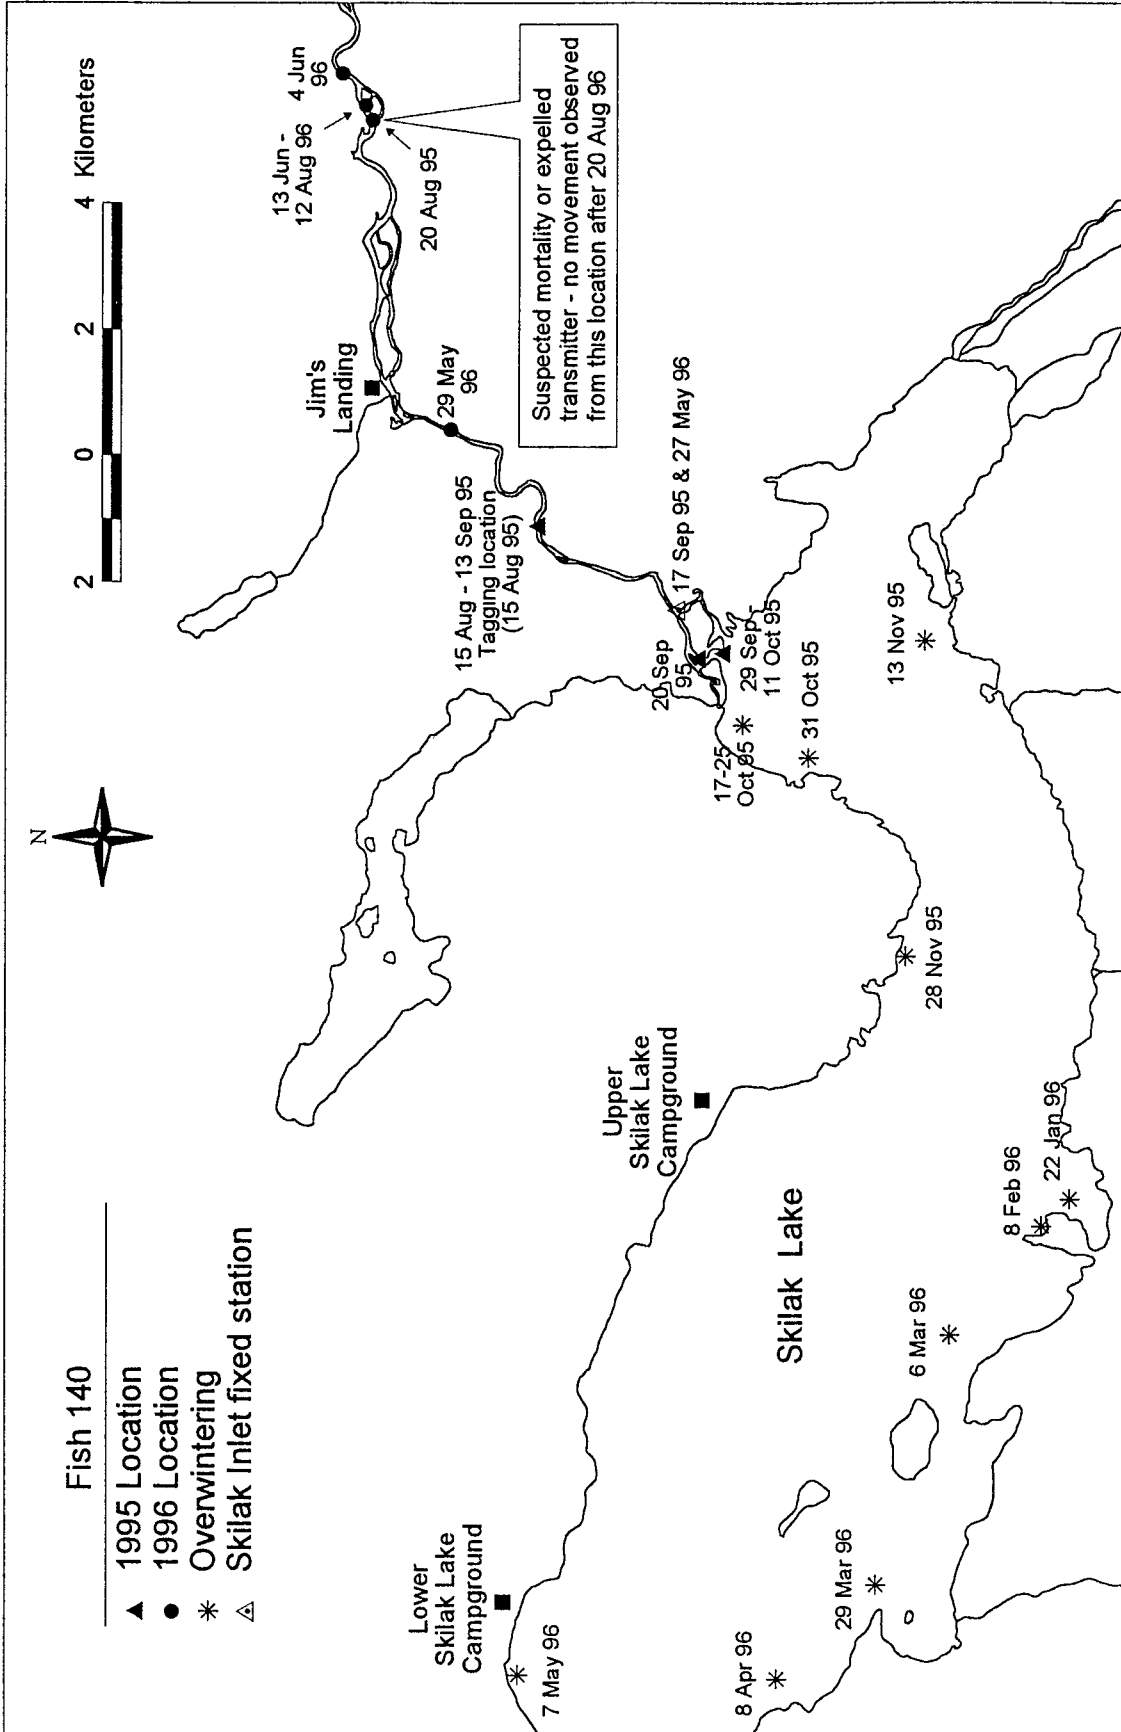 Fish 140
1995 Location
1996 Location
Overwintering
Skilak Inlet fixed station
N
2 0 2 4 Kilometers
Lower
Skilak Lake
Campground
7 May 96
8 Apr 96
29 Mar 96
6 Mar 96
8 Feb 96
22 Jan 96
Skilak Lake
Upper
Skilak Lake
Campground
28 Nov 95
13 Nov 95
31 Oct 95
17-25
Oct 95
29 Sep -
11 Oct 95
20 Sep
95
17 Sep 95 & 27 May 96
15 Aug - 13 Sep 95
Tagging location
(15 Aug 95)
29 May
96
Jim's
Landing
20 Aug 95
13 Jun -
12 Aug 96
4 Jun
96
Suspected mortality or expelled
transmitter - no movement observed
from this location after 20 Aug 96